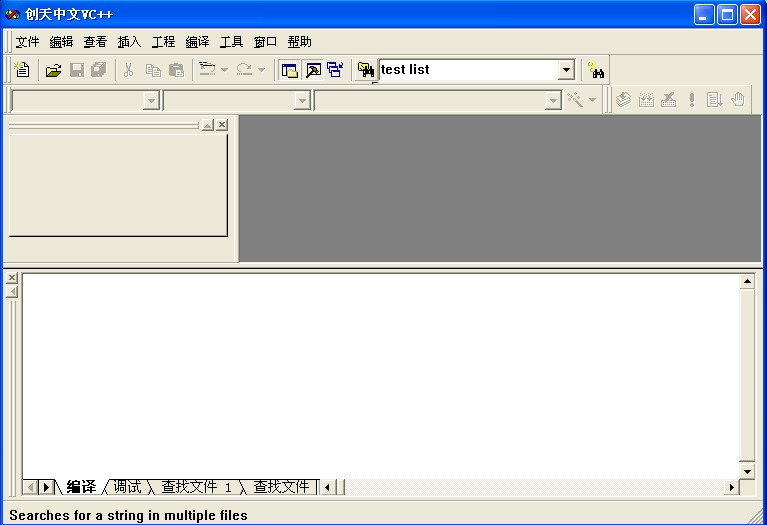 创天中文VC++
文件 编辑 查看 插入 工程 编译 工具 窗口 帮助
test list
编译 调试 查找文件 1 查找文件
Searches for a string in multiple files